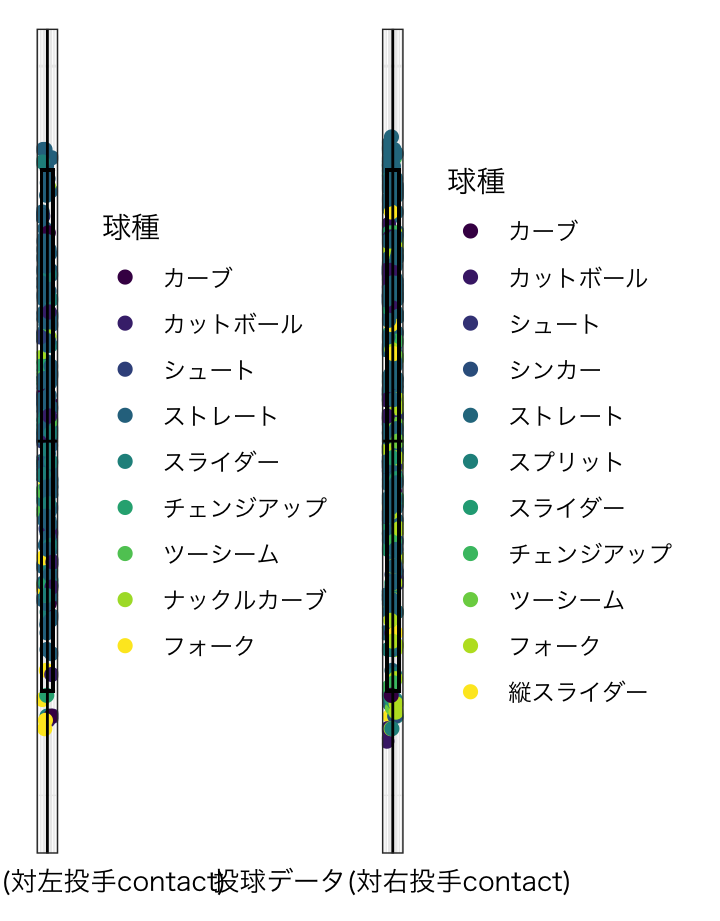 球種
カーブ
カットボール
シュート
ストレート
スライダー
チェンジアップ
ツーシーム
ナックルカーブ
フォーク
球種
カーブ
カットボール
シュート
シンカー
ストレート
スプリット
スライダー
チェンジアップ
ツーシーム
フォーク
縦スライダー
(対左投手contact)
投球データ(対右投手contact)